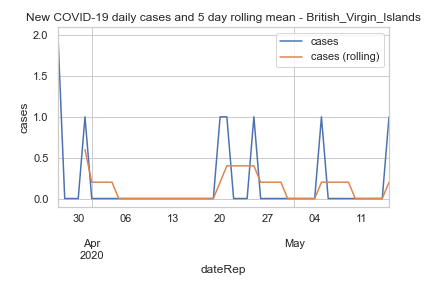 New COVID-19 daily cases and 5 day rolling mean - British_Virgin_Islands
cases
cases (rolling)
2.0
1.5
1.0
0.5
0.0
cases
30 06 13 20 27 04 11
Apr May
2020
dateRep